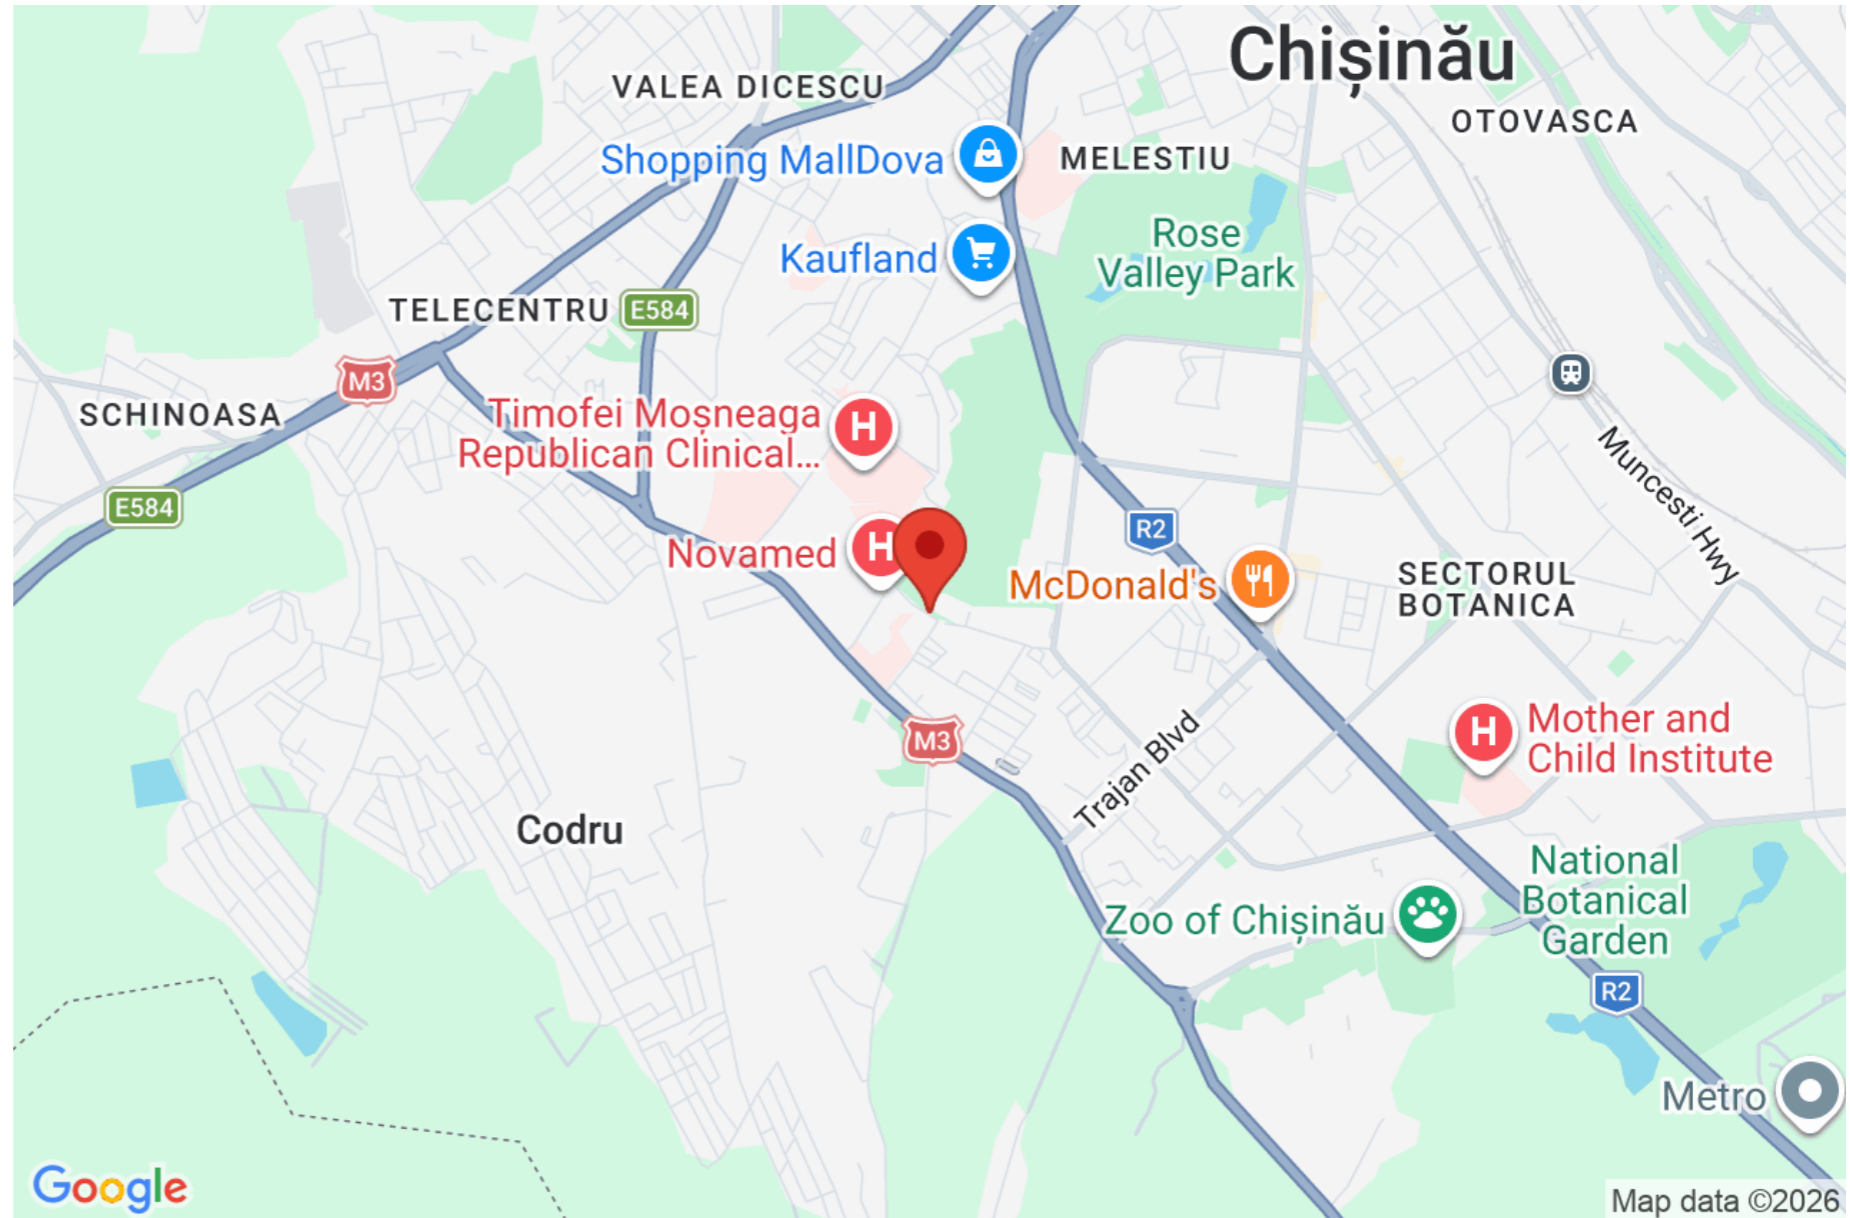 Chișinău
VALEA DICESCU
OTOVASCA
Shopping MallDova
MELESTIU
Rose
Valley Park
Kaufland
TELECENTRU
E584
M3
SCHINOASA
Timofei Moșneaga
Republican Clinical...
H
E584
Muncesti Hwy
R2
Novamed
H
McDonald's
SECTORUL
BOTANICA
M3
Trajan Blvd
H
Mother and
Child Institute
Codru
National
Botanical
Garden
Zoo of Chișinău
R2
Metro
Google
Map data ©2026